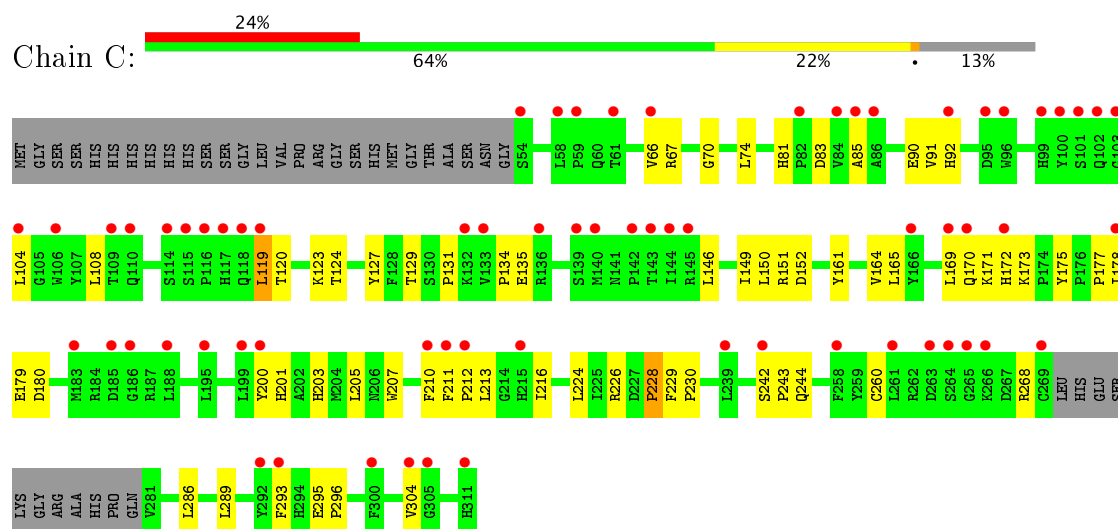 24%
Chain C:
64% 22% • 13%
MET GLY SER SER HIS HIS HIS HIS HIS HIS SER SER GLY LEU VAL PRO ARG GLY SER HIS MET GLY THR ALA SER ASN GLY S54 L58 P59 Q60 T61 V66 R67 G70 L74 H81 P82 D83 V84 A85 A86 E90 V91 H92 D95 W96 H99 Y100 S101 Q102 G103
L104 G105 W106 Y107 L108 T109 Q110 S114 S115 P116 H117 Q118 L119 T120 K123 T124 Y127 F128 T129 S130 P131 K132 V133 P134 E135 R136 S139 M140 N141 P142 T143 I144 R145 L146 I149 L150 R151 D152 Y161 V164 L165 Y166 L169 Q170 K171 H172 K173 P174 Y175 P176 P177 I178
E179 D180 M183 R184 D185 G186 R187 L188 L195 L199 Y200 H201 A202 H203 M204 L205 N206 W207 F210 F211 P212 L213 G214 H215 I216 L224 I225 R226 D227 P228 F229 P230 L239 S242 P243 Q244 F258 Y259 C260 L261 R262 D263 S264 G265 K266 D267 R268 C269 LEU HIS GLU SER
LYS GLY ARG ALA HIS PRO GLN V281 L286 L289 Y292 F293 H294 E295 P296 F300 V304 G305 H311